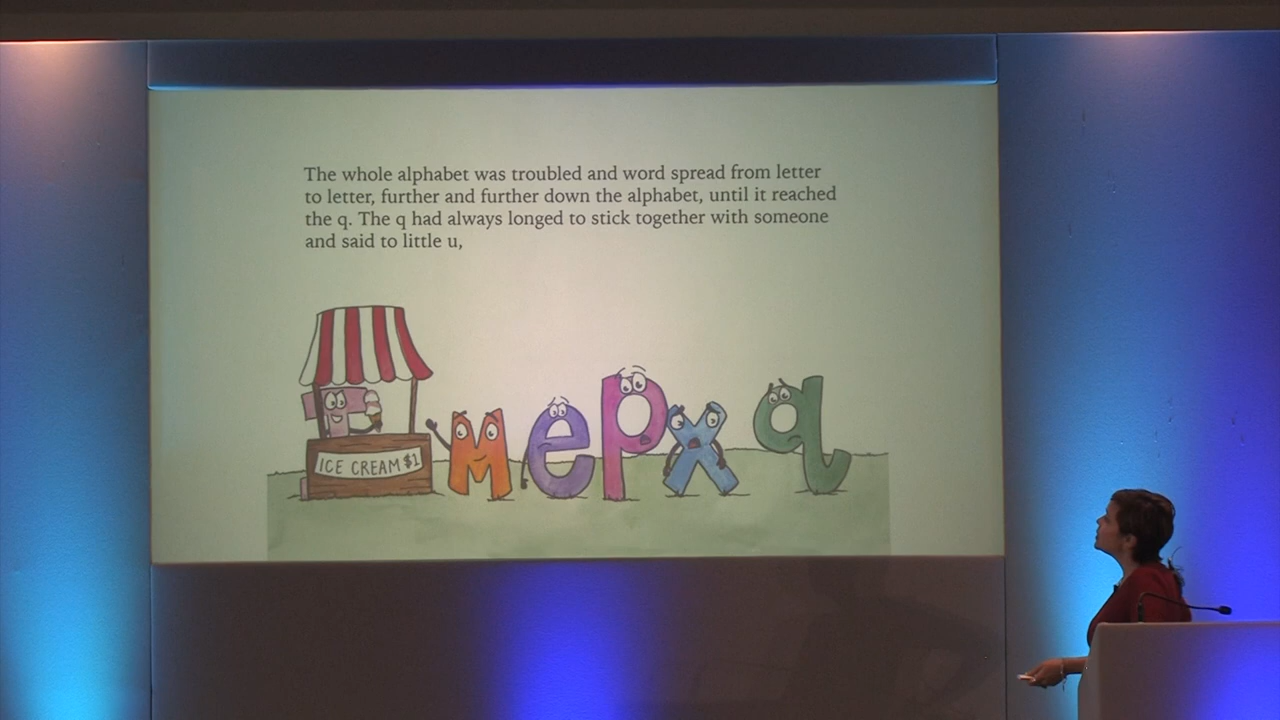 The whole alphabet was troubled and word spread from letter
to letter, further and further down the alphabet, until it reached
the q. The q had always longed to stick together with someone
and said to little u,
F M e p x q
ICE CREAM $1